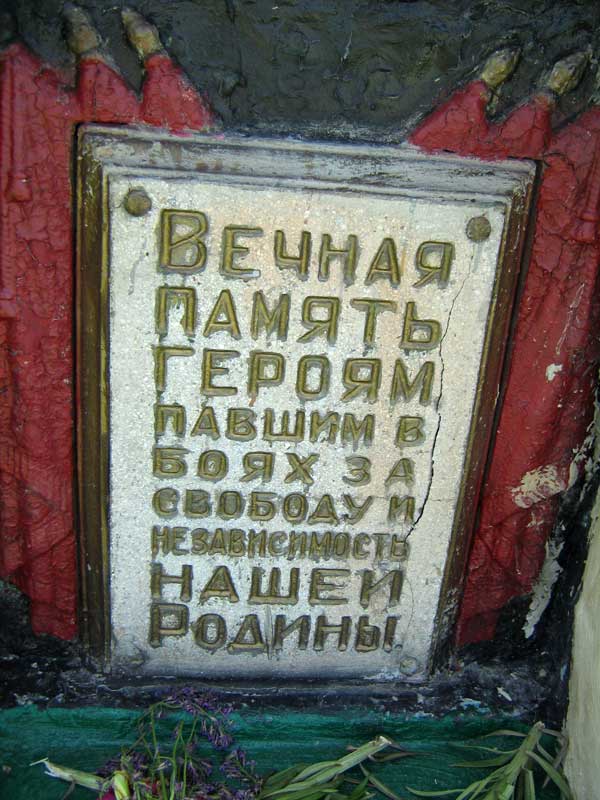 Вечная
память
героям
павшим в
боях за
свободу и
независимость
нашей
Родины.